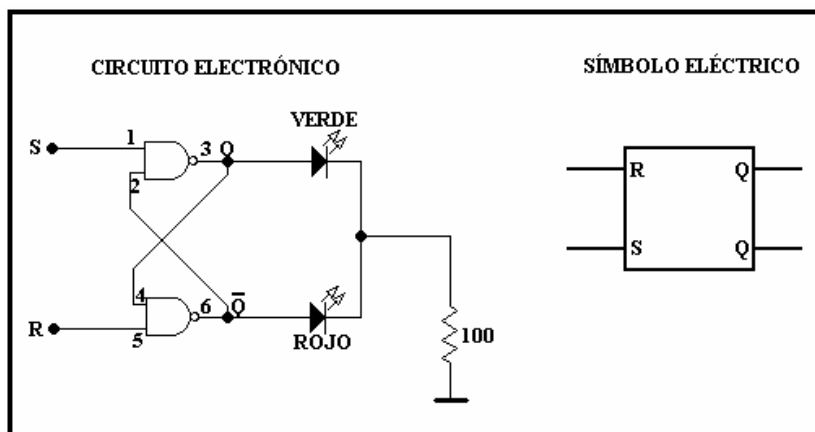 CIRCUITO ELECTRÓNICO
SÍMBOLO ELÉCTRICO
VERDE
S 1 3 Q
2
R Q
S Q
4 6 Q̅
R 5 ROJO
100